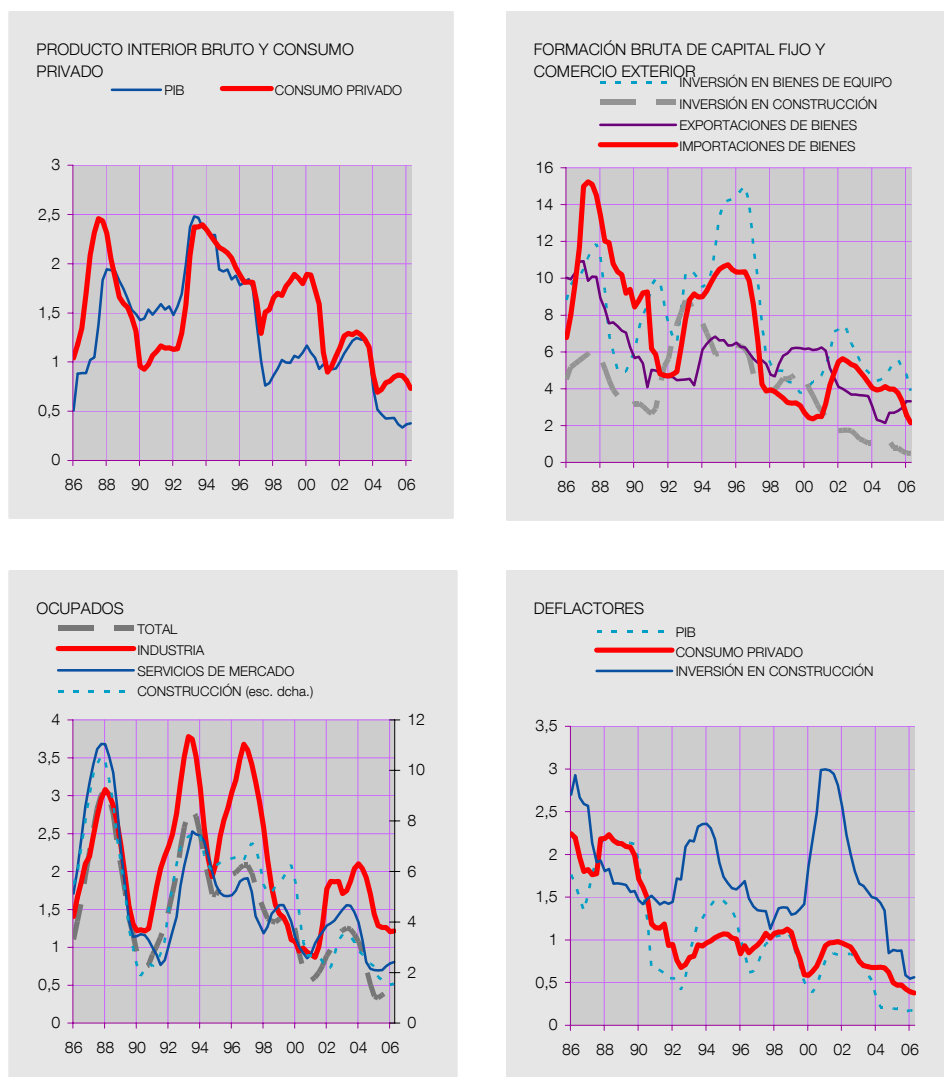 PRODUCTO INTERIOR BRUTO Y CONSUMO
PRIVADO
PIB
CONSUMO PRIVADO
3
2,5
2
1,5
1
0,5
0
86 88 90 92 94 96 98 00 02 04 06
FORMACIÓN BRUTA DE CAPITAL FIJO Y
COMERCIO EXTERIOR
INVERSIÓN EN BIENES DE EQUIPO
INVERSIÓN EN CONSTRUCCIÓN
EXPORTACIONES DE BIENES
IMPORTACIONES DE BIENES
16
14
12
10
8
6
4
2
0
86 88 90 92 94 96 98 00 02 04 06
OCUPADOS
TOTAL
INDUSTRIA
SERVICIOS DE MERCADO
CONSTRUCCIÓN (esc. dcha.)
4
3,5
3
2,5
2
1,5
1
0,5
0
12
10
8
6
4
2
0
86 88 90 92 94 96 98 00 02 04 06
DEFLACTORES
PIB
CONSUMO PRIVADO
INVERSIÓN EN CONSTRUCCIÓN
3,5
3
2,5
2
1,5
1
0,5
0
86 88 90 92 94 96 98 00 02 04 06